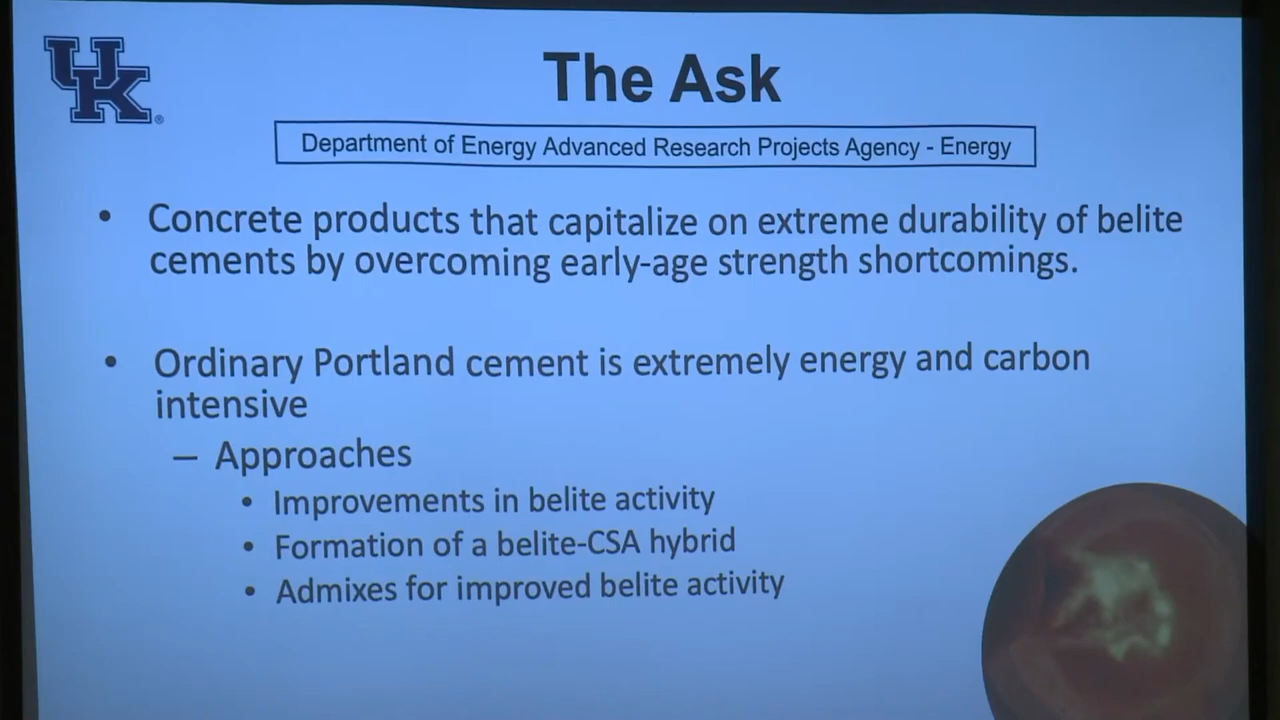 UK®
The Ask
Department of Energy Advanced Research Projects Agency - Energy
• Concrete products that capitalize on extreme durability of belite
cements by overcoming early-age strength shortcomings.
• Ordinary Portland cement is extremely energy and carbon
intensive
– Approaches
• Improvements in belite activity
• Formation of a belite-CSA hybrid
• Admixes for improved belite activity